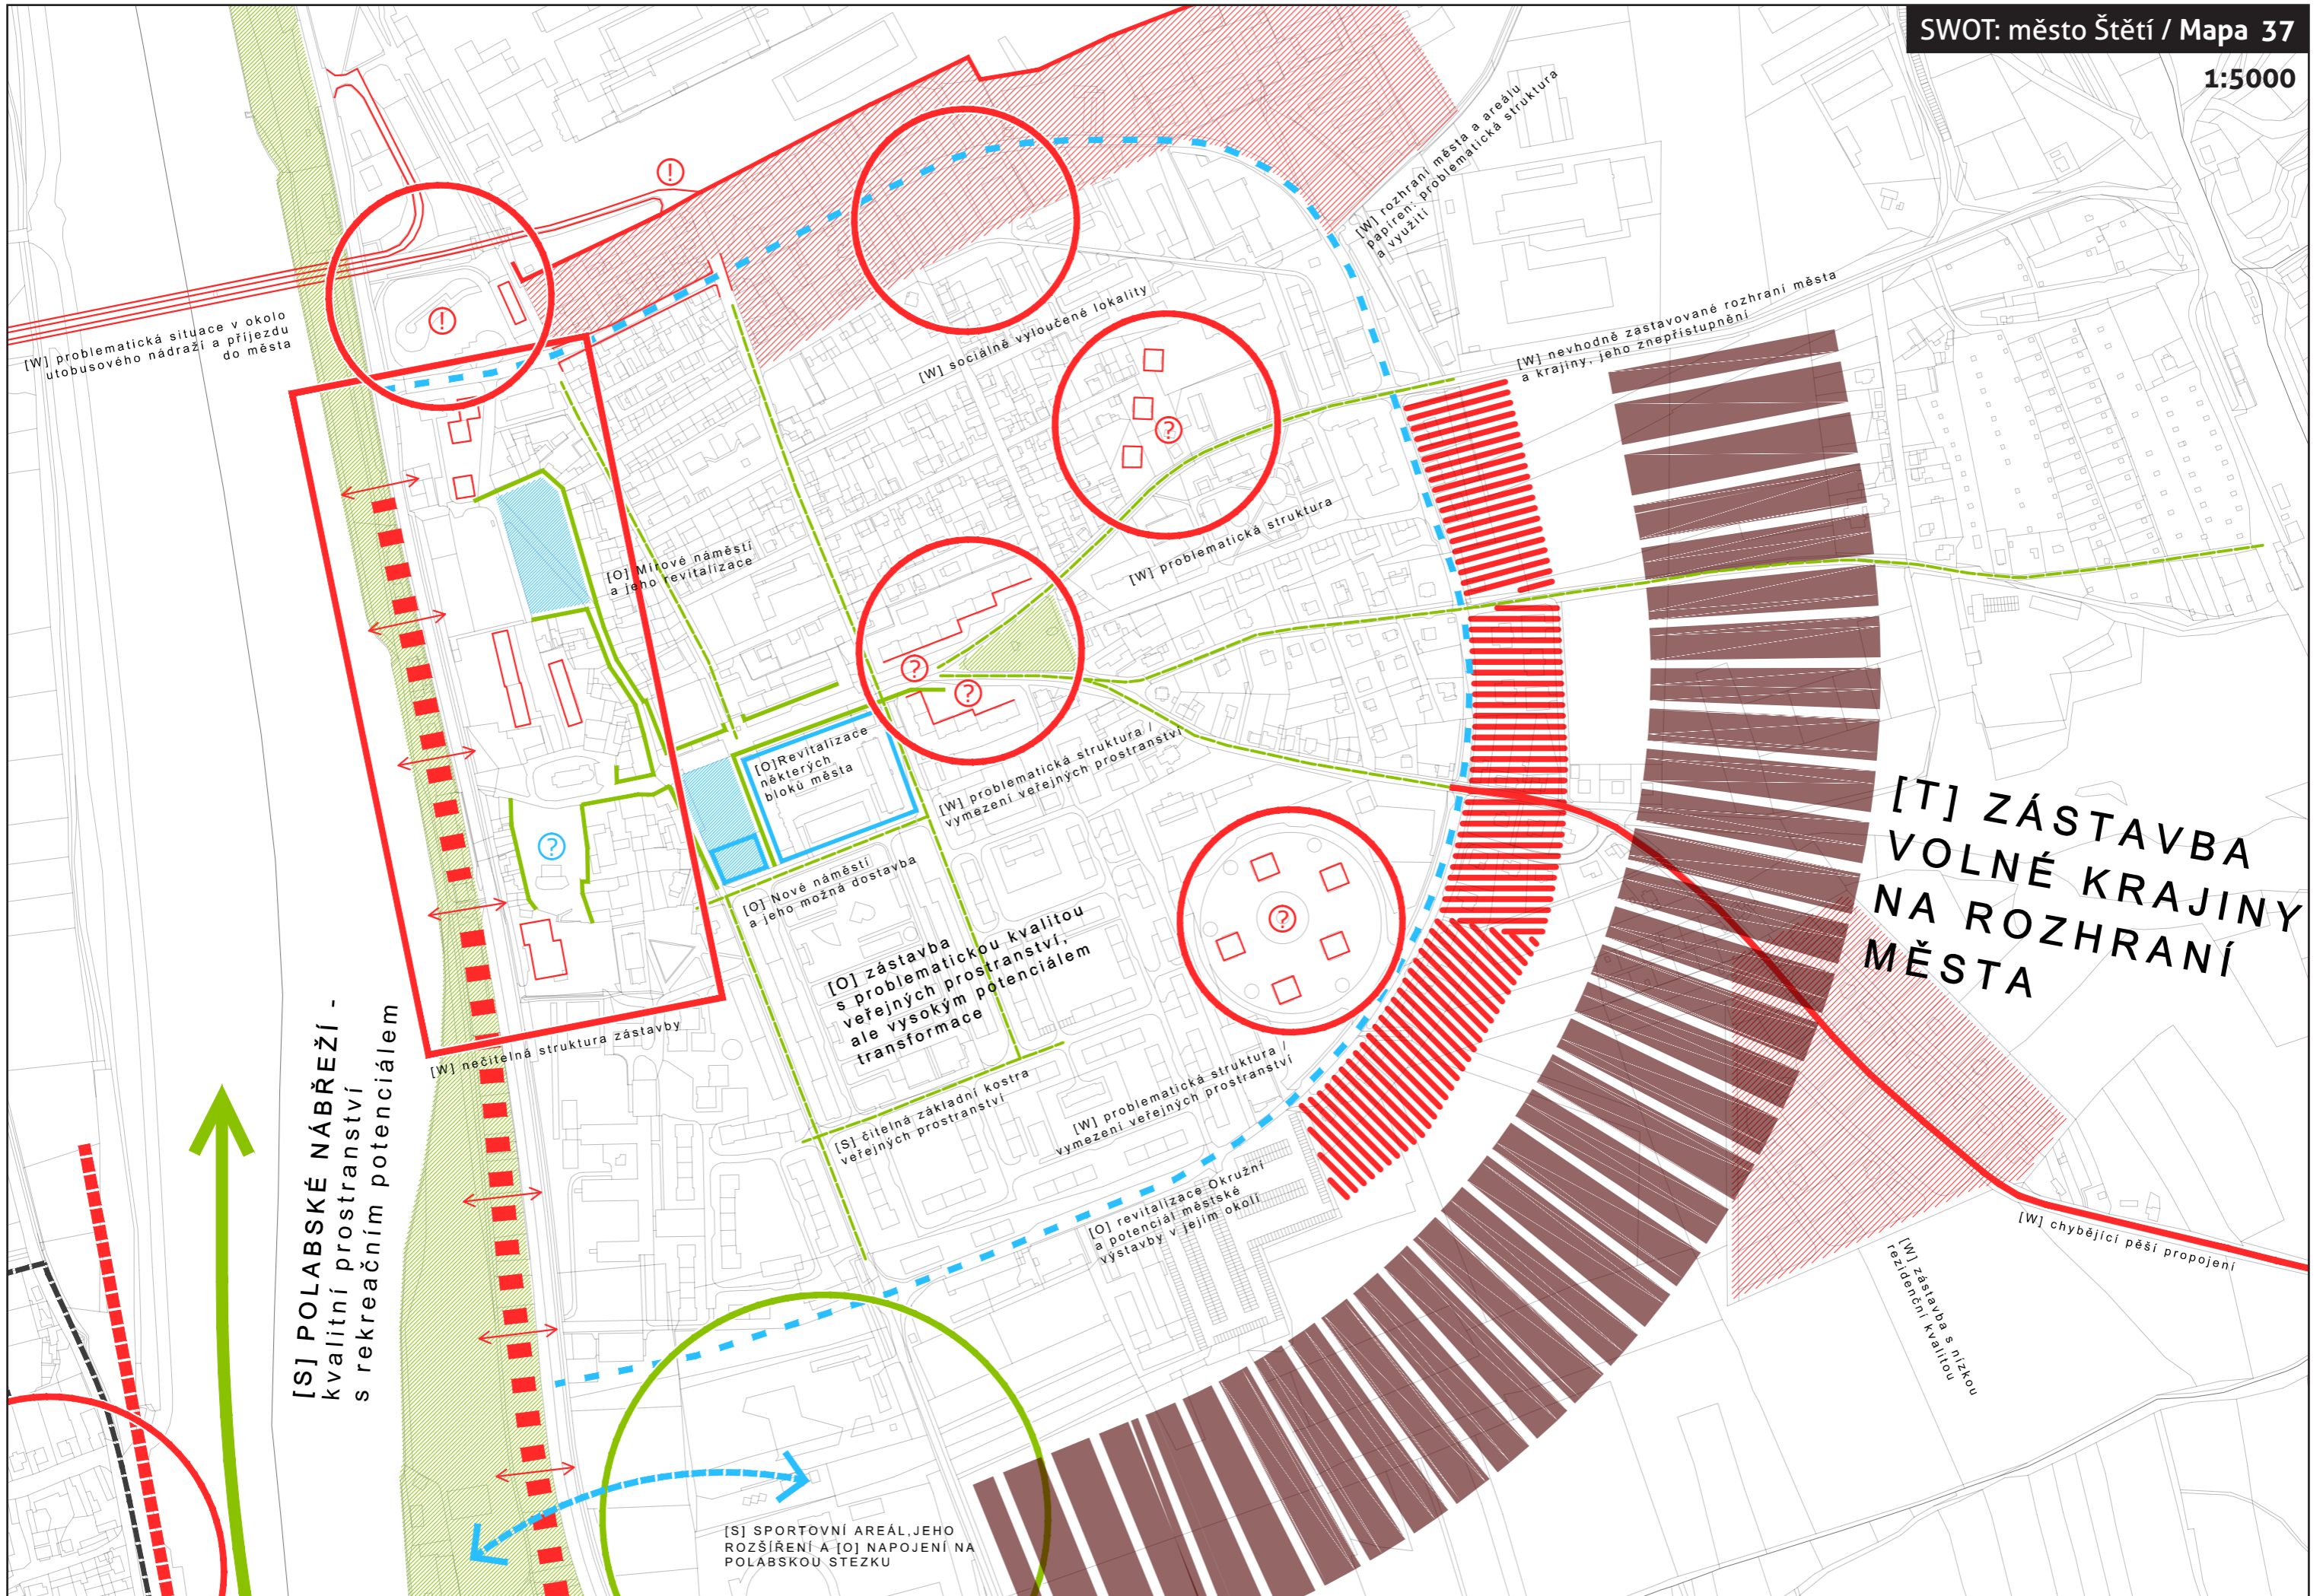 SWOT: město Štětí / Mapa 37
1:5000
[W] rozhraní města a areálu
papíren: problematická struktura
a využití
[W] problematická situace v okolo
utobusového nádraží a příjezdu
do města
[W] sociálně vyloučené lokality
[W] nevhodně zastavované rozhraní města
a krajiny, jeho znepřístupnění
[O] Mírové náměstí
a jeho revitalizace
[W] problematická struktura
[O]Revitalizace
některých
bloků města
[W] problematická struktura /
vymezení veřejných prostranství
[T] ZÁSTAVBA
VOLNÉ KRAJINY
NA ROZHRANÍ
MĚSTA
[O] Nové náměstí
a jeho možná dostavba
[O] zástavba
s problematickou kvalitou
veřejných prostranství,
ale vysokým potenciálem
transformace
[S] POLABSKÉ NÁBŘEŽÍ -
kvalitní prostranství
s rekreačním potenciálem
[W] nečitelná struktura zástavby
[S] čitelná základní kostra
veřejných prostranství
[W] problematická struktura /
vymezení veřejných prostranství
[O] revitalizace Okružní
a potenciál městské
výstavby v jejím okolí
[W] chybějící pěší propojení
[W] zástavba s nízkou
rezidenční kvalitou
[S] SPORTOVNÍ AREÁL,JEHO
ROZŠÍŘENÍ A [O] NAPOJENÍ NA
POLABSKOU STEZKU